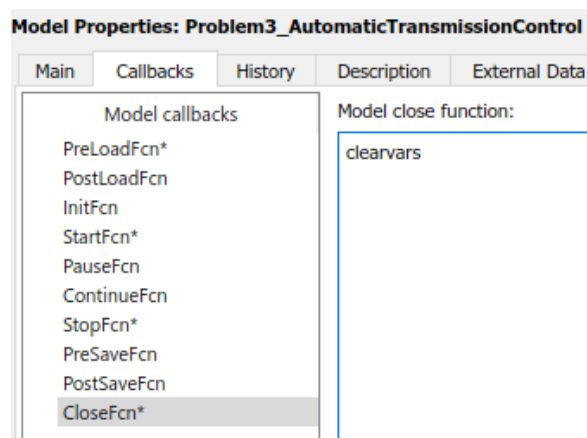 Model Properties: Problem3_AutomaticTransmissionControl
Main Callbacks History Description External Data
Model callbacks
PreLoadFcn*
PostLoadFcn
InitFcn
StartFcn*
PauseFcn
ContinueFcn
StopFcn*
PreSaveFcn
PostSaveFcn
CloseFcn*
Model close function:
clearvars